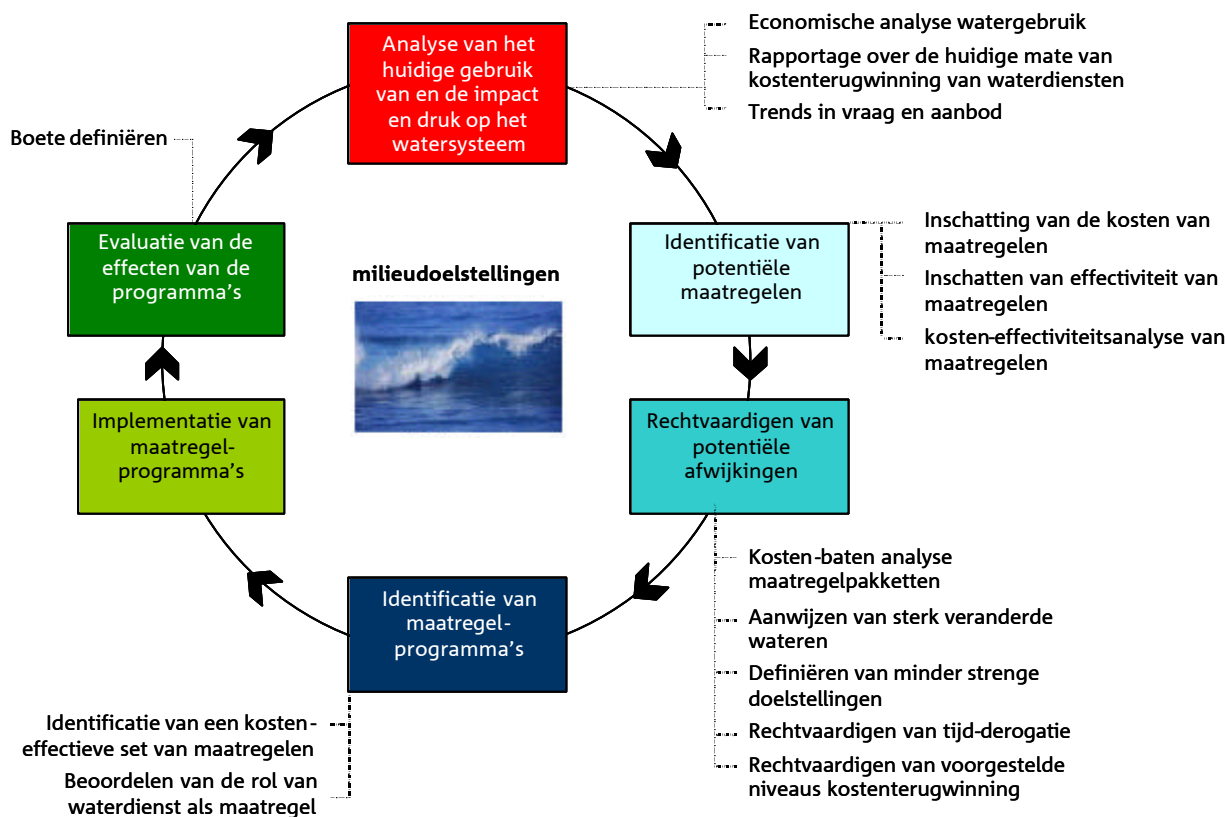 Analyse van het
huidige gebruik
van en de impact
en druk op het
watersysteem
Economische analyse watergebruik
Rapportage over de huidige mate van
kostenterugwinning van waterdiensten
Trends in vraag en aanbod
Boete definiëren
Evaluatie van de
effecten van de
programma's
milieudoelstellingen
Identificatie van
potentiële
maatregelen
Inschatting van de kosten van
maatregelen
Inschatten van effectiviteit van
maatregelen
kosten-effectiviteitsanalyse van
maatregelen
Implementatie van
maatregel-
programma's
Rechtvaardigen van
potentiële
afwijkingen
Kosten-baten analyse
maatregelpakketten
Aanwijzen van sterk veranderde
wateren
Definiëren van minder strenge
doelstellingen
Rechtvaardigen van tijd-derogatie
Rechtvaardigen van voorgestelde
niveaus kostenterugwinning
Identificatie van
maatregel-
programma's
Identificatie van een kosten-
effectieve set van maatregelen
Beoordelen van de rol van
waterdienst als maatregel